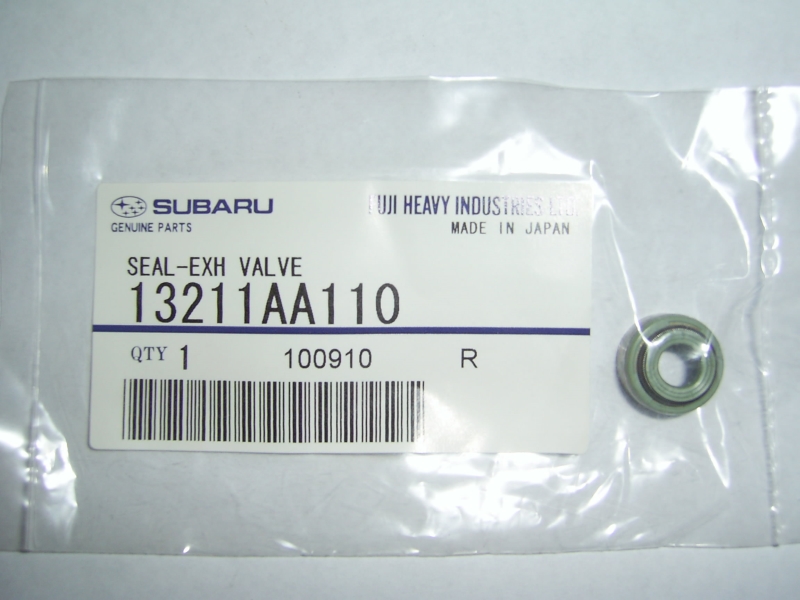 SUBARU
GENUINE PARTS
FUJI HEAVY INDUSTRIES LTD.
MADE IN JAPAN
SEAL-EXH VALVE
13211AA110
QTY 1 100910 R